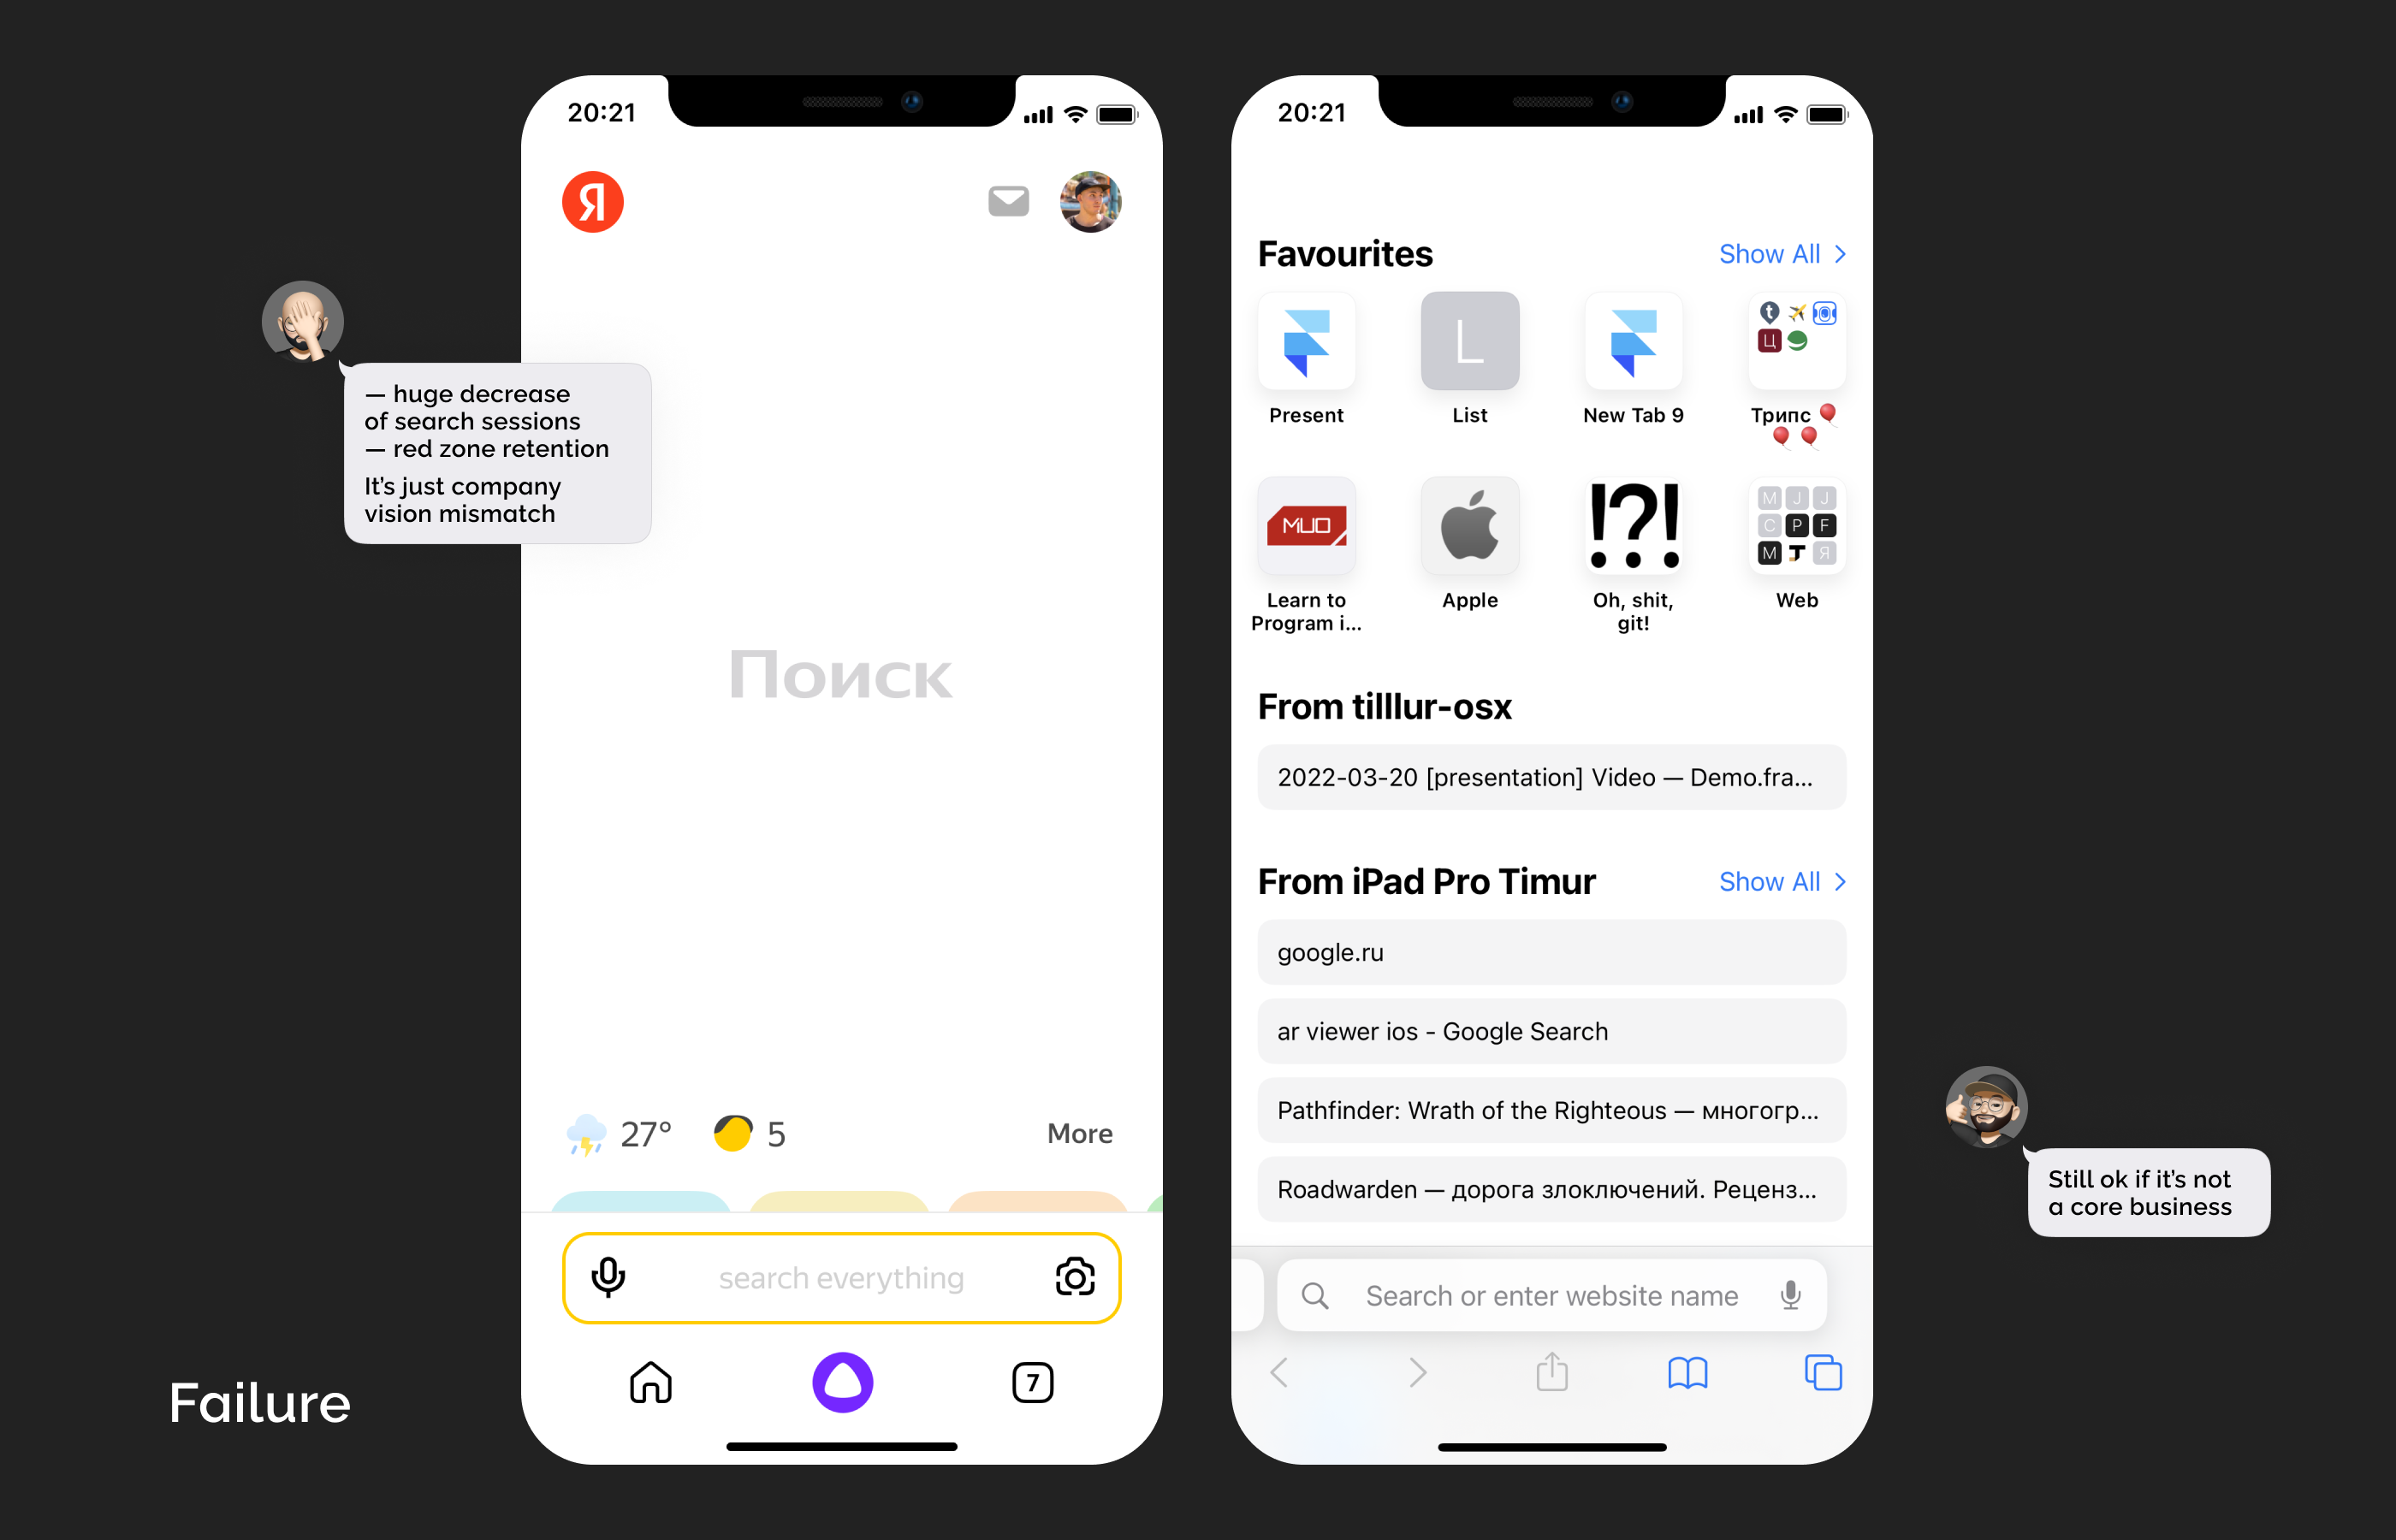 20:21
Я
— huge decrease
of search sessions
— red zone retention
It’s just company
vision mismatch
Поиск
27°
5
More
search everything
7
Failure
20:21
Favourites
Show All
L
t
Ц
Present
List
New Tab 9
Трипс 🎈
🎈 🎈
MUO
!?!
M J J
C P F
M T Я
Learn to
Program i...
Apple
Oh, shit,
git!
Web
From tilllur-osx
2022-03-20 [presentation] Video — Demo.fra...
From iPad Pro Timur
Show All
google.ru
ar viewer ios - Google Search
Pathfinder: Wrath of the Righteous — многогр...
Roadwarden — дорога злоключений. Реценз...
Search or enter website name
Still ok if it’s not
a core business